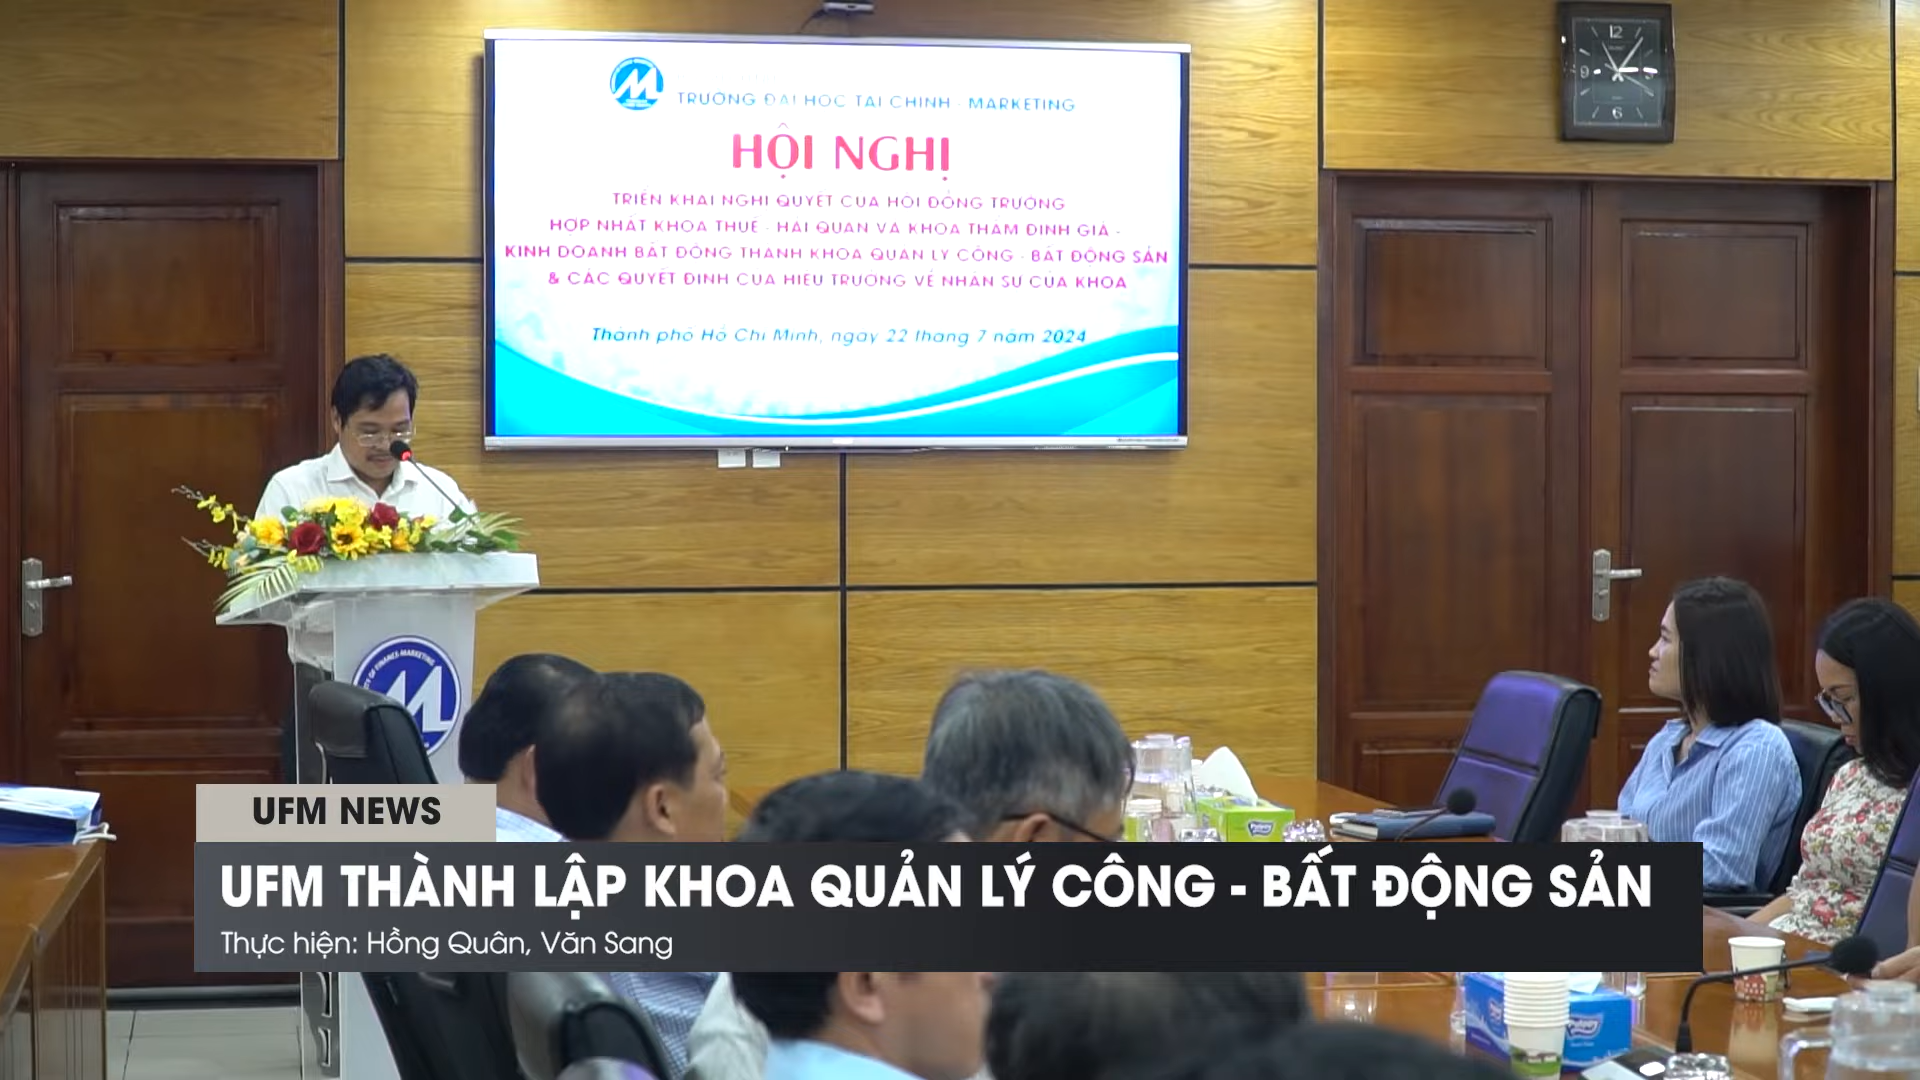 TRƯỜNG ĐẠI HỌC TÀI CHÍNH - MARKETING
HỘI NGHỊ
TRIỂN KHAI NGHỊ QUYẾT CỦA HỘI ĐỒNG TRƯỜNG
HỢP NHẤT KHOA THUẾ - HẢI QUAN VÀ KHOA THẨM ĐỊNH GIÁ -
KINH DOANH BẤT ĐỘNG THÀNH KHOA QUẢN LÝ CÔNG - BẤT ĐỘNG SẢN
& CÁC QUYẾT ĐỊNH CỦA HIỆU TRƯỞNG VỀ NHÂN SỰ CỦA KHOA
Thành phố Hồ Chí Minh, ngày 22 tháng 7 năm 2024
12
9
6
UFM NEWS
UFM THÀNH LẬP KHOA QUẢN LÝ CÔNG - BẤT ĐỘNG SẢN
Thực hiện: Hồng Quân, Văn Sang